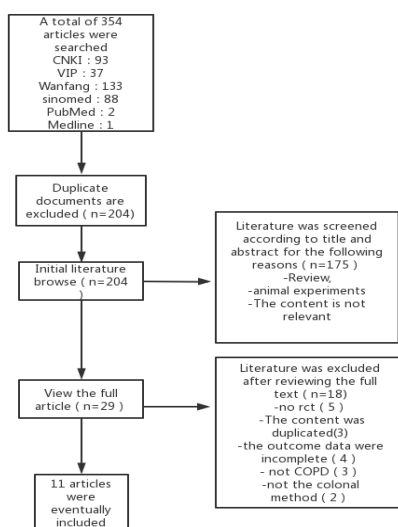 A total of 354
articles were
searched
CNKI : 93
VIP : 37
Wanfang : 133
sinomed : 88
PubMed : 2
Medline : 1
Duplicate
documents are
excluded ( n=204)
Initial literature
browse ( n=204
)
Literature was screened
according to title and
abstract for the following
reasons ( n=175 )
-Review,
-animal experiments
-The content is not
relevant
View the full
article ( n=29 )
Literature was excluded
after reviewing the full
text ( n=18)
-no rct ( 5 )
-The content was
duplicated(3)
-the outcome data were
incomplete ( 4 )
- not COPD ( 3 )
-not the colonal
method ( 2 )
11 articles
were
eventually
included